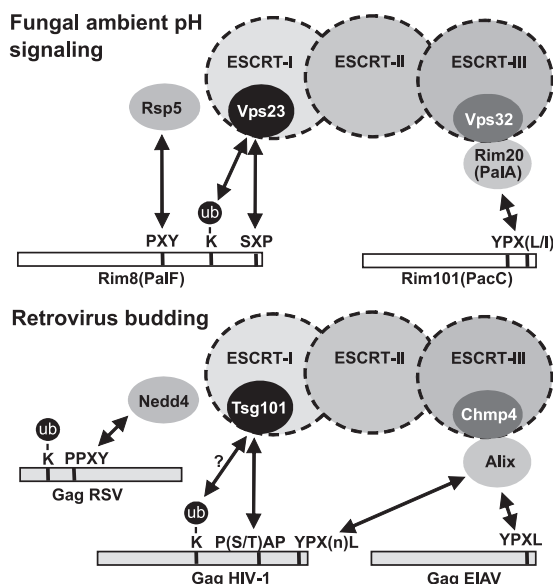 Fungal ambient pH
signaling
ESCRT-I
ESCRT-II
ESCRT-III
Rsp5
Vps23
Vps32
Rim20
(PalA)
ub
PXY
K
SXP
YPX(L/I)
Rim8(PalF)
Rim101(PacC)
Retrovirus budding
ESCRT-I
ESCRT-II
ESCRT-III
Nedd4
Tsg101
Chmp4
ub
K
PPXY
?
Alix
Gag RSV
ub
K
P(S/T)AP
YPX(n)L
YPXL
Gag HIV-1
Gag EIAV